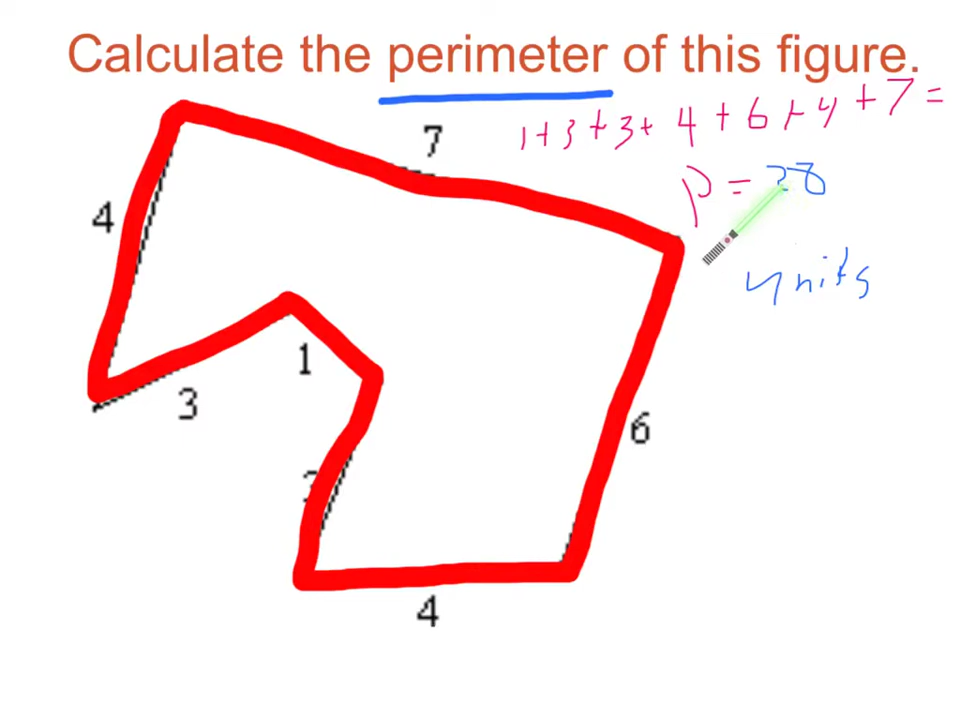 Calculate the perimeter of this figure.
1+3+3+4+6+4+7=
7
P = 28
4
units
1
3
6
4